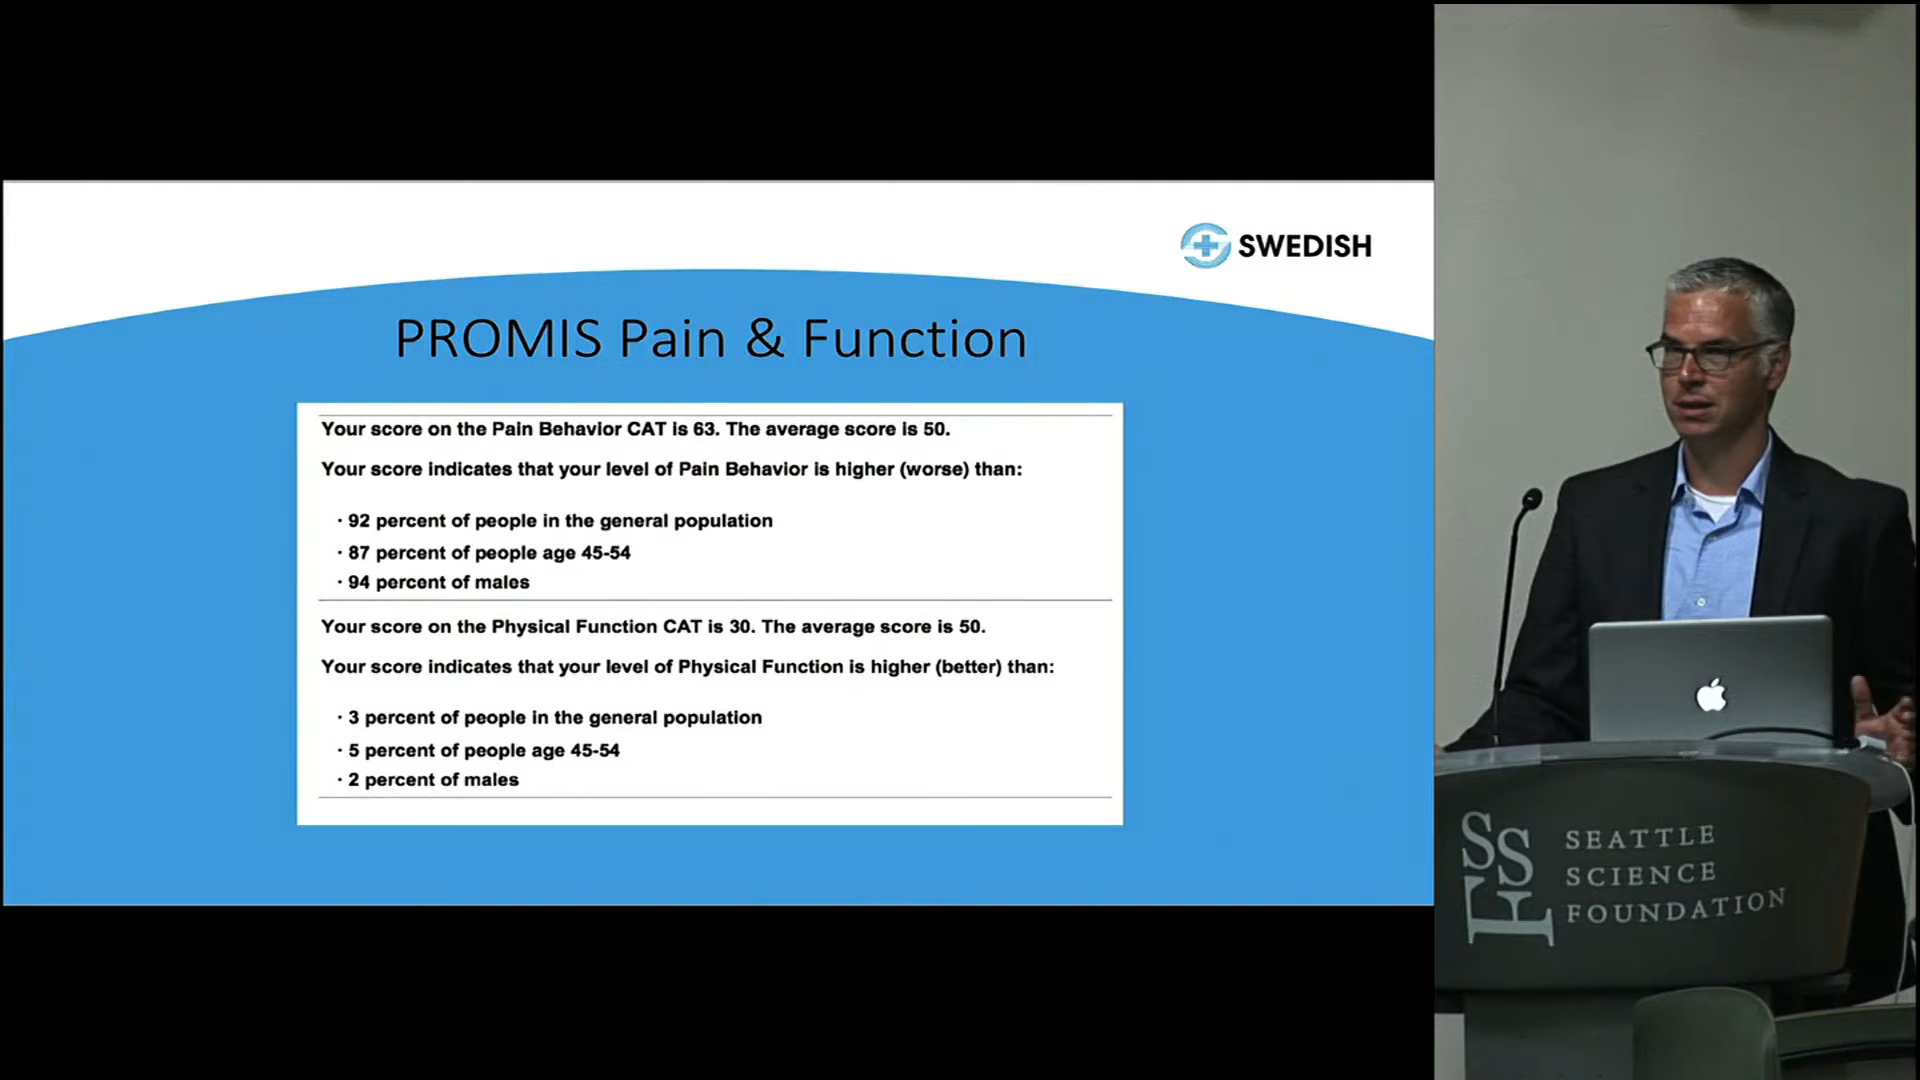 SWEDISH
PROMIS Pain & Function
Your score on the Pain Behavior CAT is 63. The average score is 50.
Your score indicates that your level of Pain Behavior is higher (worse) than:
· 92 percent of people in the general population
· 87 percent of people age 45-54
· 94 percent of males
Your score on the Physical Function CAT is 30. The average score is 50.
Your score indicates that your level of Physical Function is higher (better) than:
· 3 percent of people in the general population
· 5 percent of people age 45-54
· 2 percent of males
SSF
SEATTLE
SCIENCE
FOUNDATION